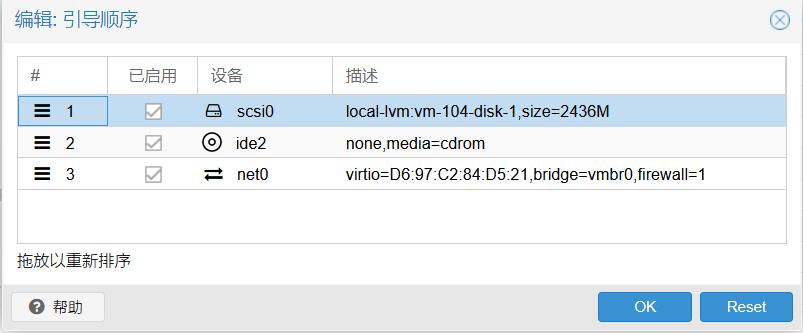 编辑: 引导顺序
# 已启用 设备 描述
1 scsi0 local-lvm:vm-104-disk-1,size=2436M
2 ide2 none,media=cdrom
3 net0 virtio=D6:97:C2:84:D5:21,bridge=vmbr0,firewall=1
拖放以重新排序
帮助 OK Reset